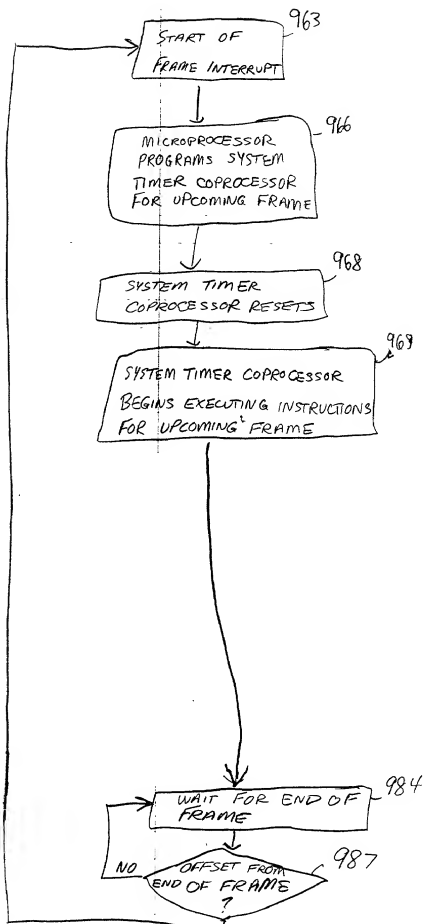 963
START OF
FRAME INTERRUPT
966
MICROPROCESSOR
PROGRAMS SYSTEM
TIMER COPROCESSOR
FOR UPCOMING FRAME
968
SYSTEM TIMER
COPROCESSOR RESETS
969
SYSTEM TIMER COPROCESSOR
BEGINS EXECUTING INSTRUCTIONS
FOR UPCOMING FRAME
984
WAIT FOR END OF
FRAME
987
NO
OFFSET FROM
END OF FRAME
?